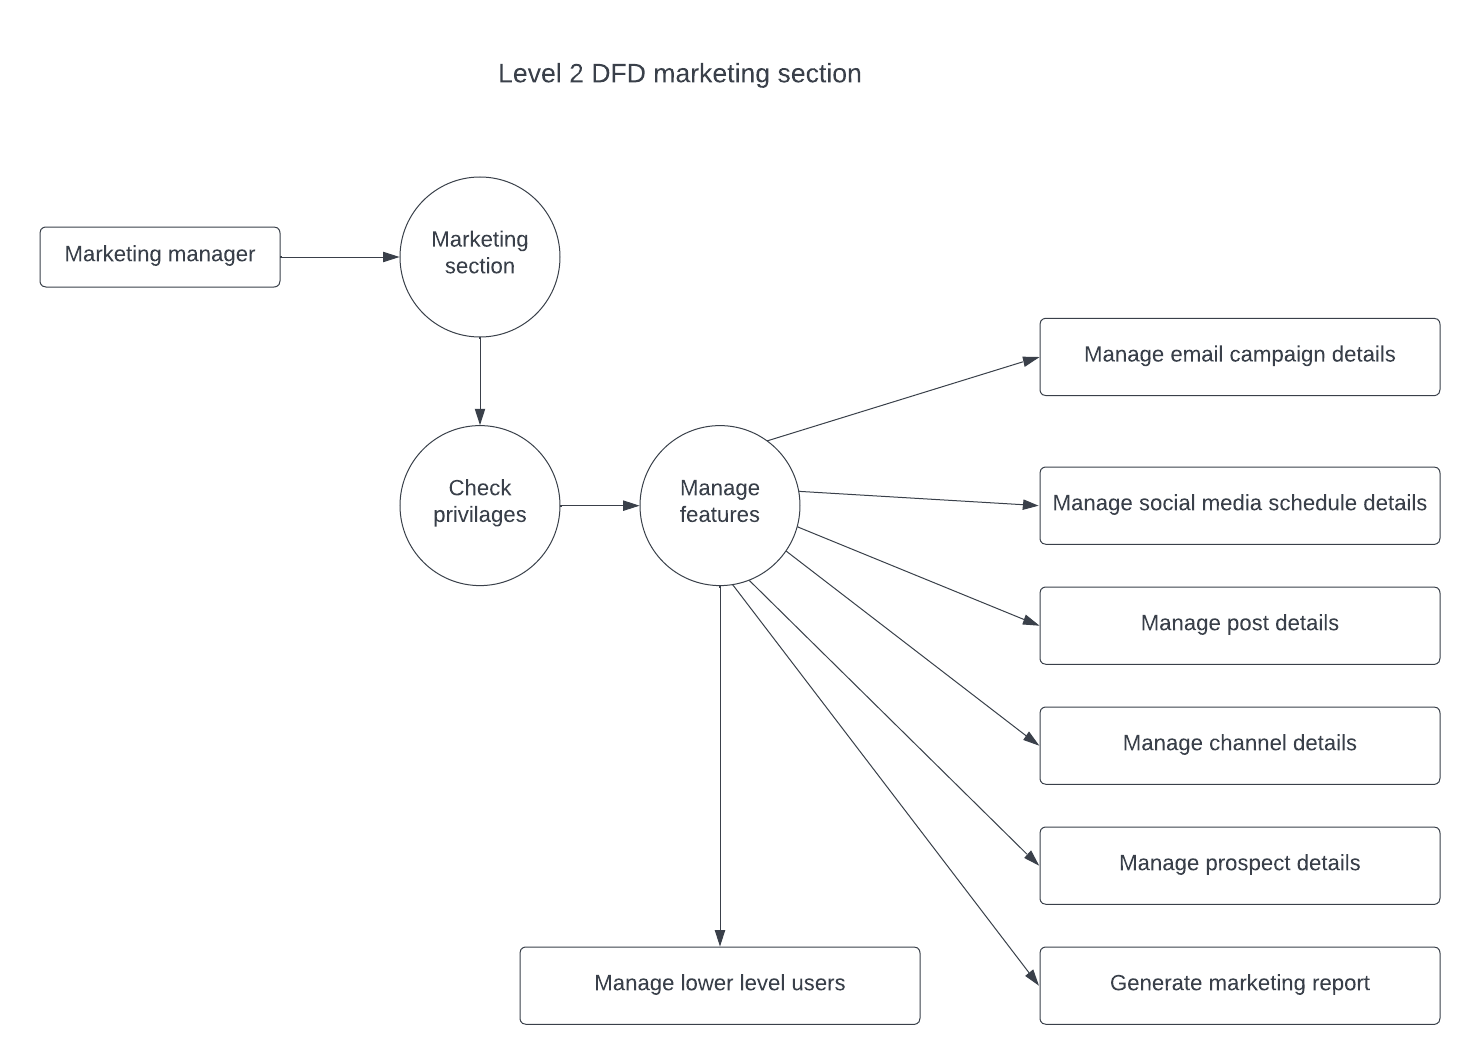 Level 2 DFD marketing section
Marketing manager
Marketing
section
Check
privilages
Manage
features
Manage email campaign details
Manage social media schedule details
Manage post details
Manage channel details
Manage prospect details
Manage lower level users
Generate marketing report